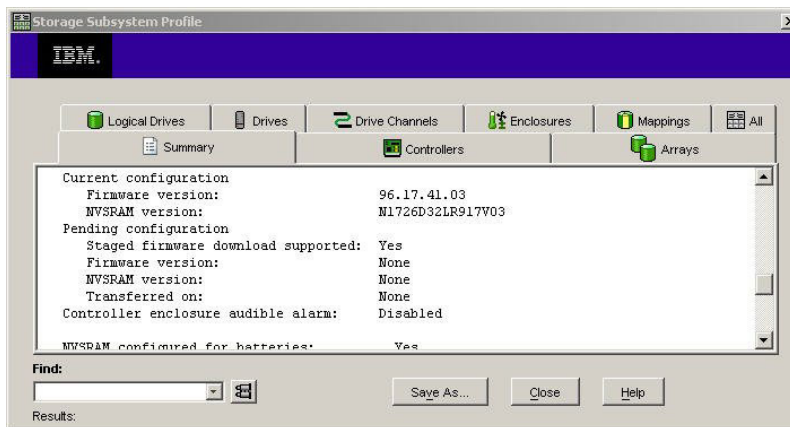 Storage Subsystem Profile
IBM.
Logical Drives Drives Drive Channels Enclosures Mappings All
Summary Controllers Arrays
Current configuration
Firmware version: 96.17.41.03
NVSRAM version: N1726D32LR917V03
Pending configuration
Staged firmware download supported: Yes
Firmware version: None
NVSRAM version: None
Transferred on: None
Controller enclosure audible alarm: Disabled
NVSRAM configured for batteries: Yes
Find:
Save As... Close Help
Results: